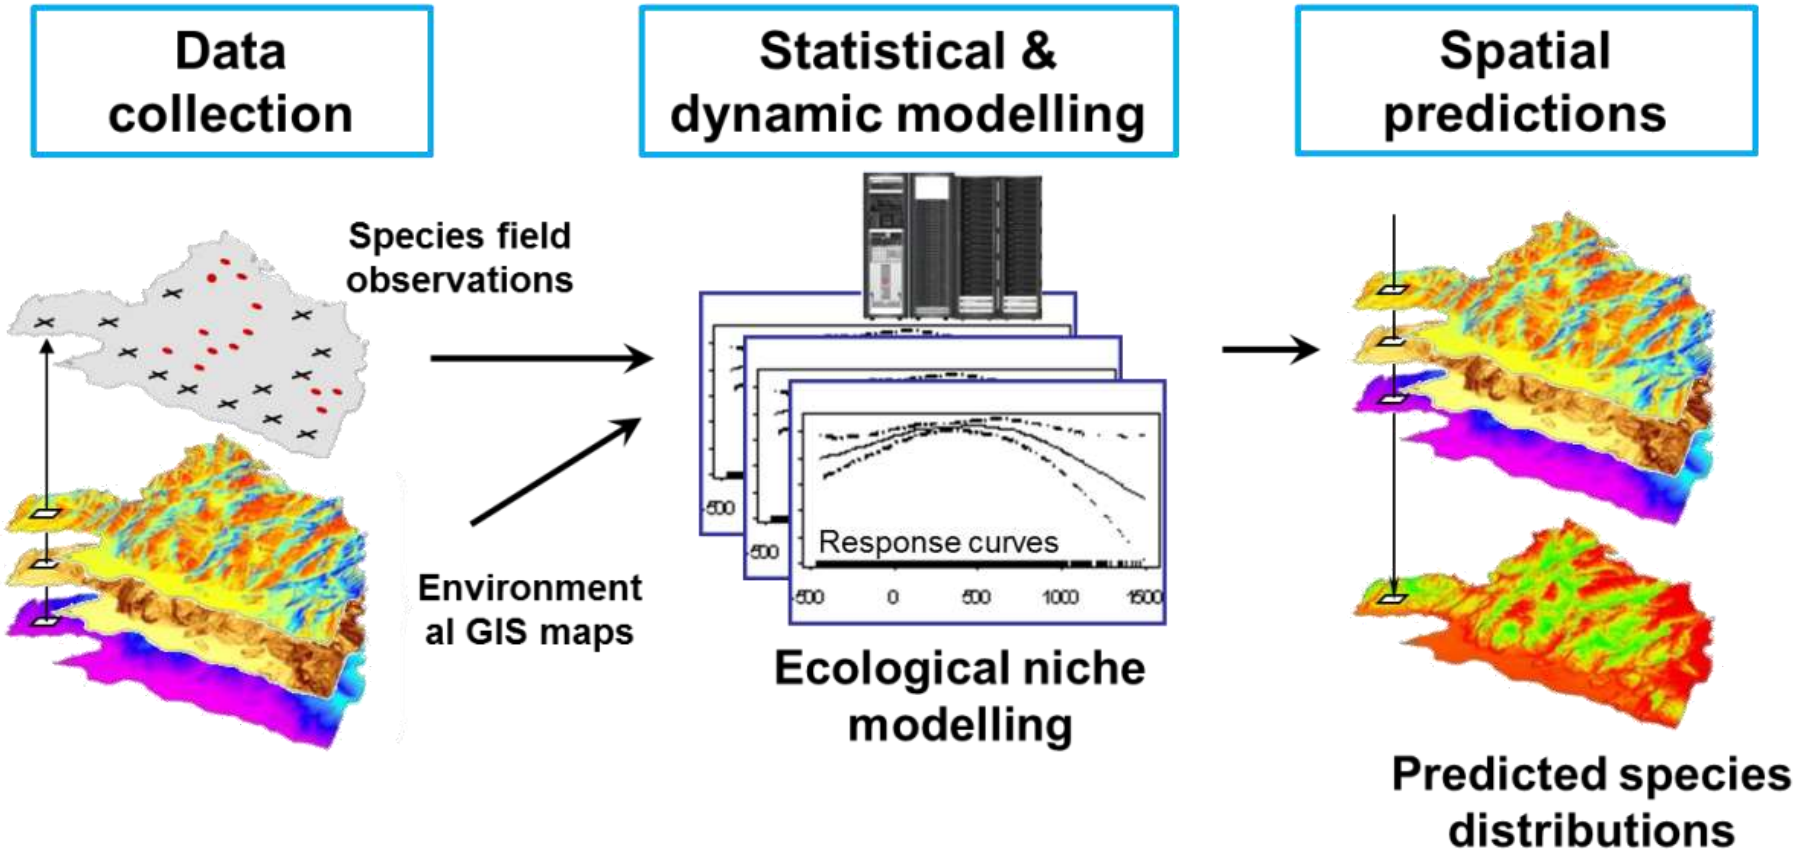 Data
collection
Statistical &
dynamic modelling
Spatial
predictions
Species field
observations
Environment
al GIS maps
-500
-500
Response curves
-500 0 500 1000 1500
Ecological niche
modelling
Predicted species
distributions